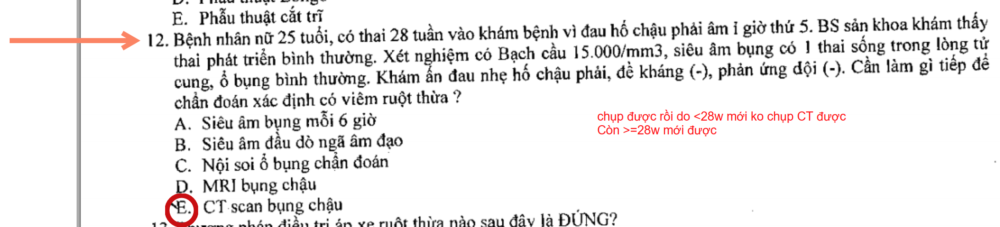 E. Phẫu thuật cắt trĩ
12. Bệnh nhân nữ 25 tuổi, có thai 28 tuần vào khám bệnh vì đau hố chậu phải âm ỉ giờ thứ 5. BS sản khoa khám thấy
thai phát triển bình thường. Xét nghiệm có Bạch cầu 15.000/mm3, siêu âm bụng có 1 thai sống trong lòng tử
cung, ổ bụng bình thường. Khám ấn đau nhẹ hố chậu phải, đề kháng (-), phản ứng dội (-). Cần làm gì tiếp để
chẩn đoán xác định có viêm ruột thừa ?
A. Siêu âm bụng mỗi 6 giờ
B. Siêu âm đầu dò ngã âm đạo
C. Nội soi ổ bụng chẩn đoán
D. MRI bụng chậu
E. CT scan bụng chậu
chụp được rồi do <28w mới ko chụp CT được
Còn >=28w mới được
pháp điều trị áp xe ruột thừa nào sau đây là ĐÚNG?